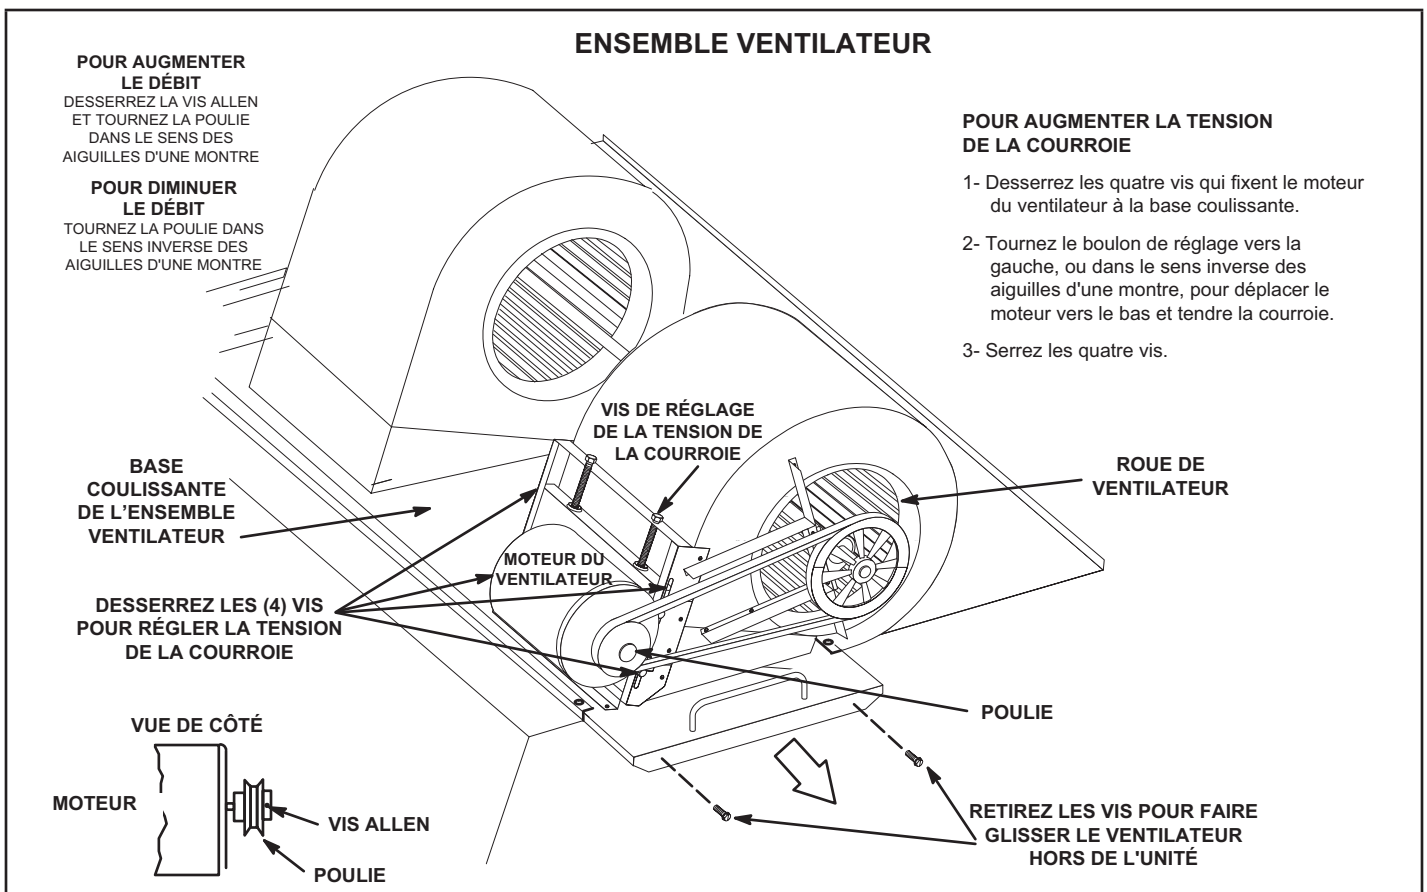 ENSEMBLE VENTILATEUR
POUR AUGMENTER
LE DÉBIT
DESSERREZ LA VIS ALLEN
ET TOURNEZ LA POULIE
DANS LE SENS DES
AIGUILLES D'UNE MONTRE
POUR DIMINUER
LE DÉBIT
TOURNEZ LA POULIE DANS
LE SENS INVERSE DES
AIGUILLES D'UNE MONTRE
POUR AUGMENTER LA TENSION
DE LA COURROIE
1- Desserrez les quatre vis qui fixent le moteur
du ventilateur à la base coulissante.
2- Tournez le boulon de réglage vers la
gauche, ou dans le sens inverse des
aiguilles d'une montre, pour déplacer le
moteur vers le bas et tendre la courroie.
3- Serrez les quatre vis.
VIS DE RÉGLAGE
DE LA TENSION DE
LA COURROIE
BASE
COULISSANTE
DE L'ENSEMBLE
VENTILATEUR
ROUE DE
VENTILATEUR
MOTEUR DU
VENTILATEUR
DESSERREZ LES (4) VIS
POUR RÉGLER LA TENSION
DE LA COURROIE
POULIE
VUE DE CÔTÉ
MOTEUR
VIS ALLEN
POULIE
RETIREZ LES VIS POUR FAIRE
GLISSER LE VENTILATEUR
HORS DE L'UNITÉ